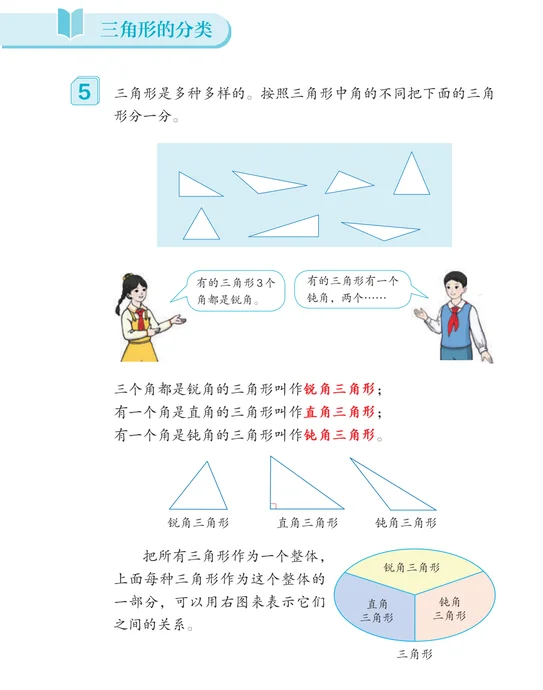 三角形的分类
5
三角形是多种多样的。按照三角形中角的不同把下面的三角
形分一分。
有的三角形3个
角都是锐角。
有的三角形有一个
钝角，两个……
三个角都是锐角的三角形叫作锐角三角形；
有一个角是直角的三角形叫作直角三角形；
有一个角是钝角的三角形叫作钝角三角形。
锐角三角形
直角三角形
钝角三角形
把所有三角形作为一个整体，
上面每种三角形作为这个整体的
一部分，可以用右图来表示它们
之间的关系。
锐角三角形
直角
三角形
钝角
三角形
三角形